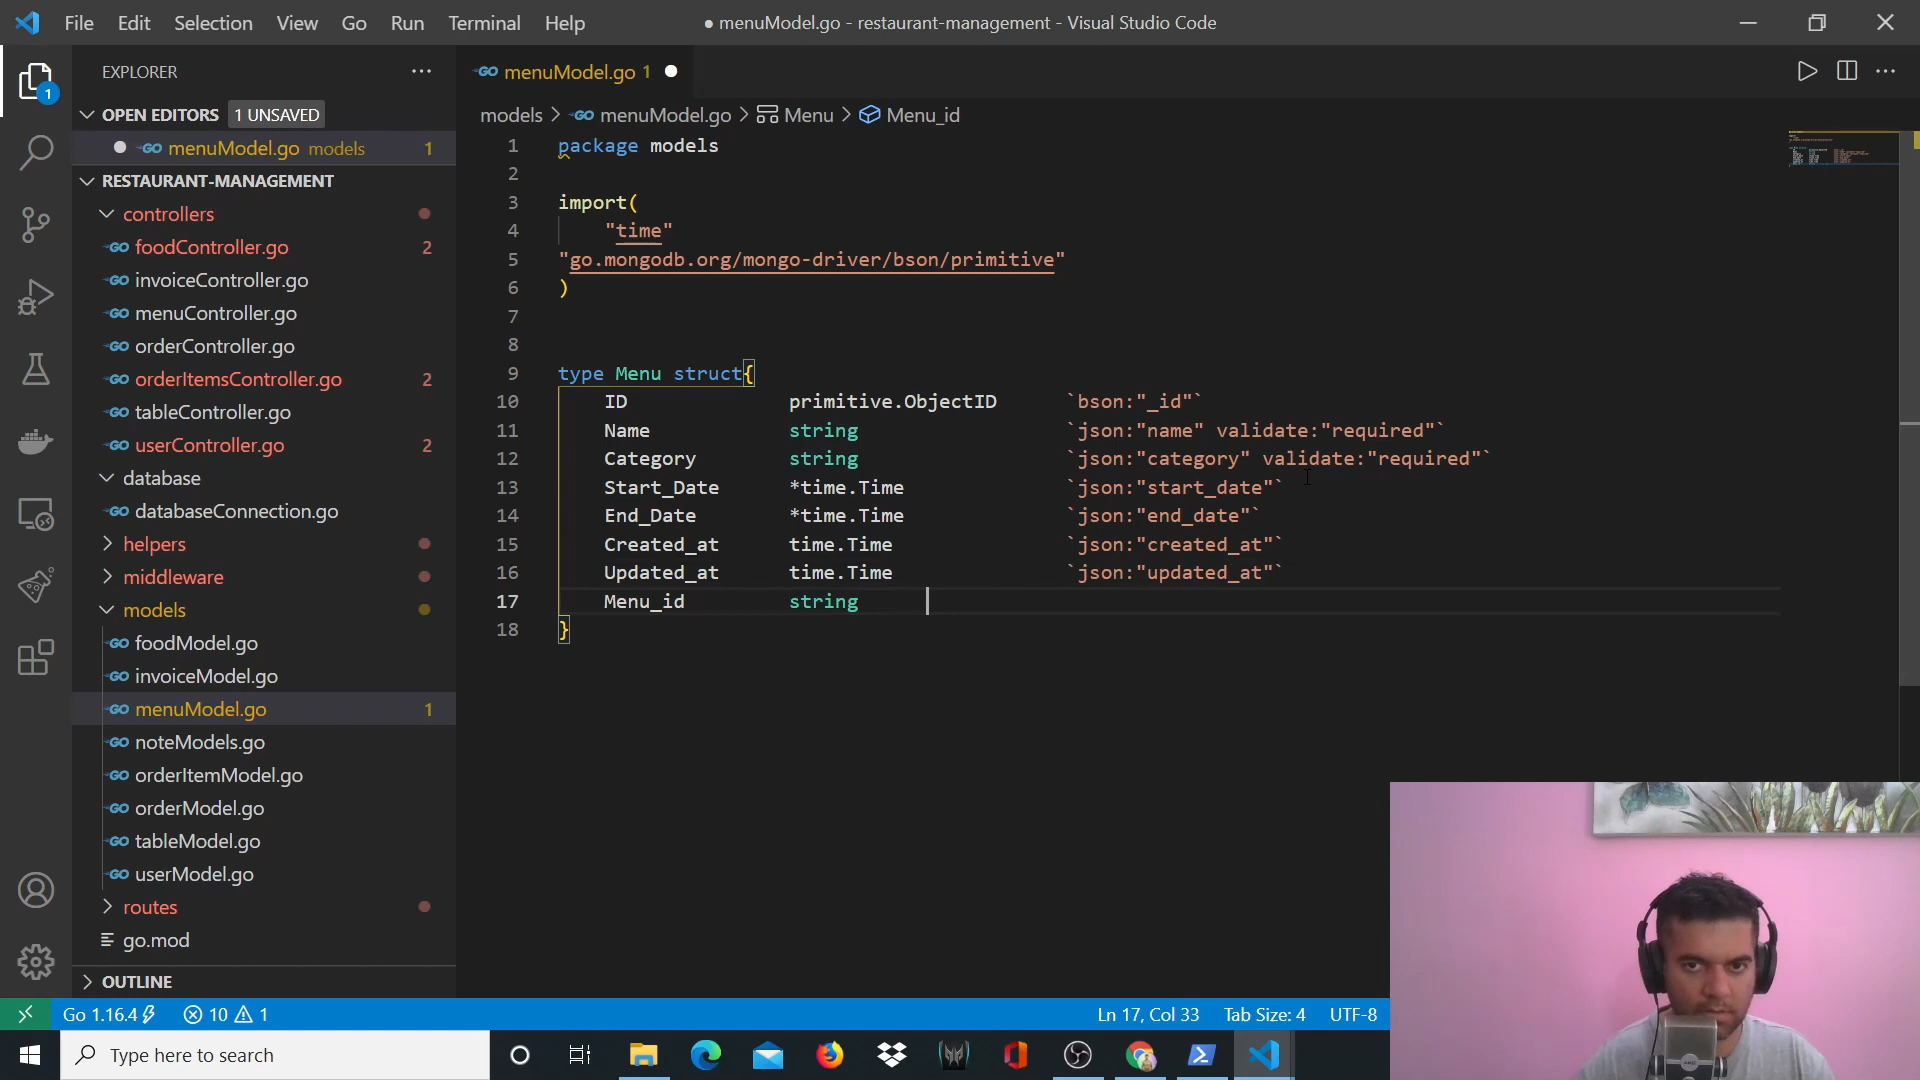 File Edit Selection View Go Run Terminal Help
● menuModel.go - restaurant-management - Visual Studio Code
EXPLORER
OPEN EDITORS 1 UNSAVED
menuModel.go models 1
RESTAURANT-MANAGEMENT
controllers
foodController.go 2
invoiceController.go
menuController.go
orderController.go
orderItemsController.go 2
tableController.go
userController.go 2
database
databaseConnection.go
helpers
middleware
models
foodModel.go
invoiceModel.go
menuModel.go 1
noteModels.go
orderItemModel.go
orderModel.go
tableModel.go
userModel.go
routes
go.mod
OUTLINE
1
menuModel.go 1
models > menuModel.go > Menu > Menu_id
1 package models
2
3 import(
4 "time"
5 "go.mongodb.org/mongo-driver/bson/primitive"
6 )
7
8
9 type Menu struct{
10 ID primitive.ObjectID `bson:"_id"`
11 Name string `json:"name" validate:"required"`
12 Category string `json:"category" validate:"required"`
13 Start_Date *time.Time `json:"start_date"`
14 End_Date *time.Time `json:"end_date"`
15 Created_at time.Time `json:"created_at"`
16 Updated_at time.Time `json:"updated_at"`
17 Menu_id string
18 }
Go 1.16.4 10 1 Ln 17, Col 33 Tab Size: 4 UTF-8
Type here to search